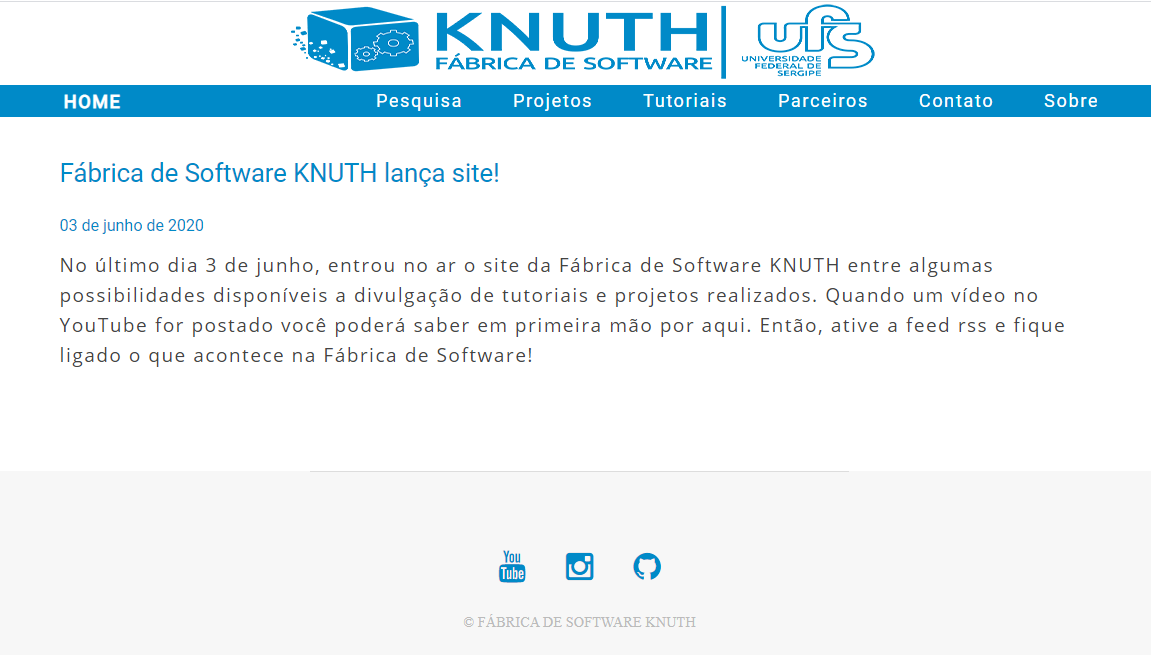 KNUTH
FÁBRICA DE SOFTWARE
ufs
UNIVERSIDADE
FEDERAL DE
SERGIPE
HOME Pesquisa Projetos Tutoriais Parceiros Contato Sobre
Fábrica de Software KNUTH lança site!
03 de junho de 2020
No último dia 3 de junho, entrou no ar o site da Fábrica de Software KNUTH entre algumas
possibilidades disponíveis a divulgação de tutoriais e projetos realizados. Quando um vídeo no
YouTube for postado você poderá saber em primeira mão por aqui. Então, ative a feed rss e fique
ligado o que acontece na Fábrica de Software!
You
Tube
© FÁBRICA DE SOFTWARE KNUTH